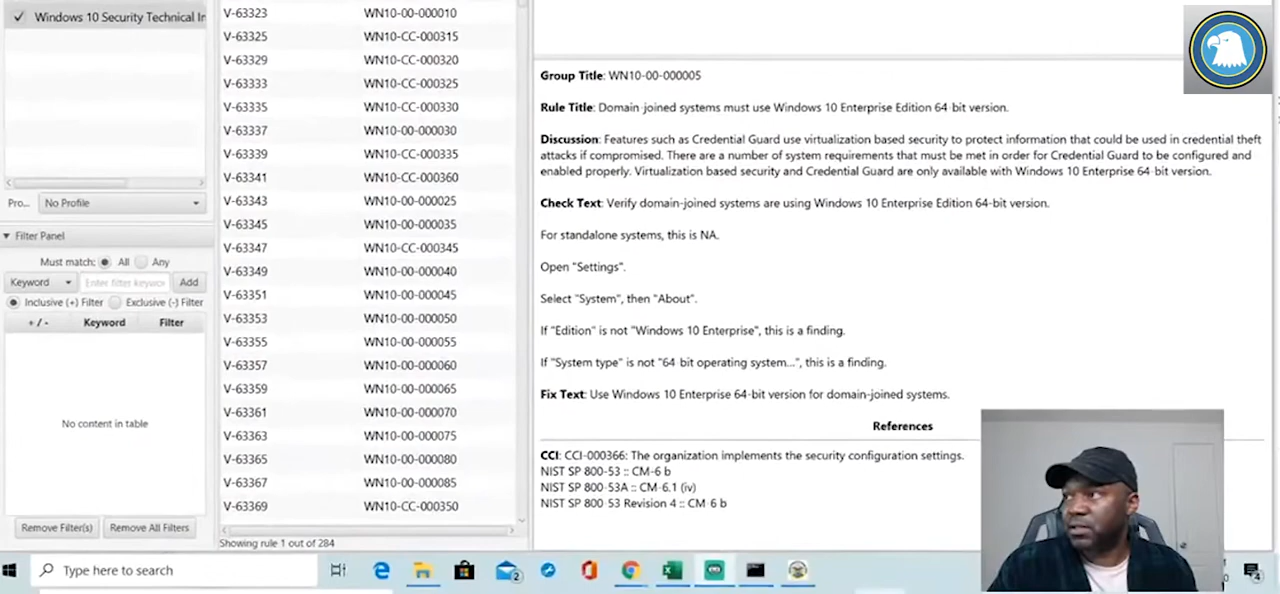 Windows 10 Security Technical In
Pro... No Profile
Filter Panel
Must match: All Any
Keyword Enter filter keywor Add
Inclusive (+) Filter Exclusive (-) Filter
+ / - Keyword Filter
No content in table
Remove Filter(s) Remove All Filters
V-63323 WN10-00-000010
V-63325 WN10-CC-000315
V-63329 WN10-CC-000320
V-63333 WN10-CC-000325
V-63335 WN10-CC-000330
V-63337 WN10-00-000030
V-63339 WN10-CC-000335
V-63341 WN10-CC-000360
V-63343 WN10-00-000025
V-63345 WN10-00-000035
V-63347 WN10-CC-000345
V-63349 WN10-00-000040
V-63351 WN10-00-000045
V-63353 WN10-00-000050
V-63355 WN10-00-000055
V-63357 WN10-00-000060
V-63359 WN10-00-000065
V-63361 WN10-00-000070
V-63363 WN10-00-000075
V-63365 WN10-00-000080
V-63367 WN10-00-000085
V-63369 WN10-CC-000350
Showing rule 1 out of 284
Group Title: WN10-00-000005
Rule Title: Domain-joined systems must use Windows 10 Enterprise Edition 64-bit version.
Discussion: Features such as Credential Guard use virtualization based security to protect information that could be used in credential theft
attacks if compromised. There are a number of system requirements that must be met in order for Credential Guard to be configured and
enabled properly. Virtualization based security and Credential Guard are only available with Windows 10 Enterprise 64-bit version.
Check Text: Verify domain-joined systems are using Windows 10 Enterprise Edition 64-bit version.
For standalone systems, this is NA.
Open "Settings".
Select "System", then "About".
If "Edition" is not "Windows 10 Enterprise", this is a finding.
If "System type" is not "64-bit operating system...", this is a finding.
Fix Text: Use Windows 10 Enterprise 64-bit version for domain-joined systems.
References
CCI: CCI-000366: The organization implements the security configuration settings.
NIST SP 800-53 :: CM-6 b
NIST SP 800-53A :: CM-6.1 (iv)
NIST SP 800-53 Revision 4 :: CM-6 b
Type here to search
2
4